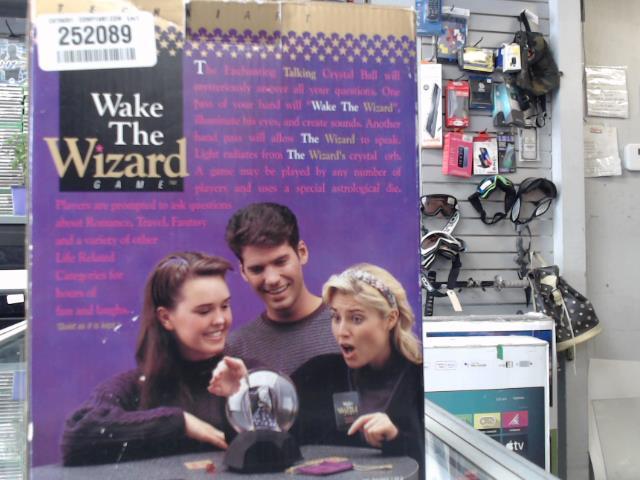 TECHNIART
252089
The Enchanting Talking Crystal Ball will
mysteriously answer all your questions. One
pass of your hand will "Wake The Wizard",
illuminate his eyes, and create sounds. Another
hand pass will allow The Wizard to speak.
Light radiates from The Wizard's crystal orb.
A game may be played by any number of
players and uses a special astrological die.
Wake
The
Wizard
GAME
Players are prompted to ask questions
about Romance, Travel, Fantasy
and a variety of other
Life Related
Categories for
hours of
fun and laughs.
tv